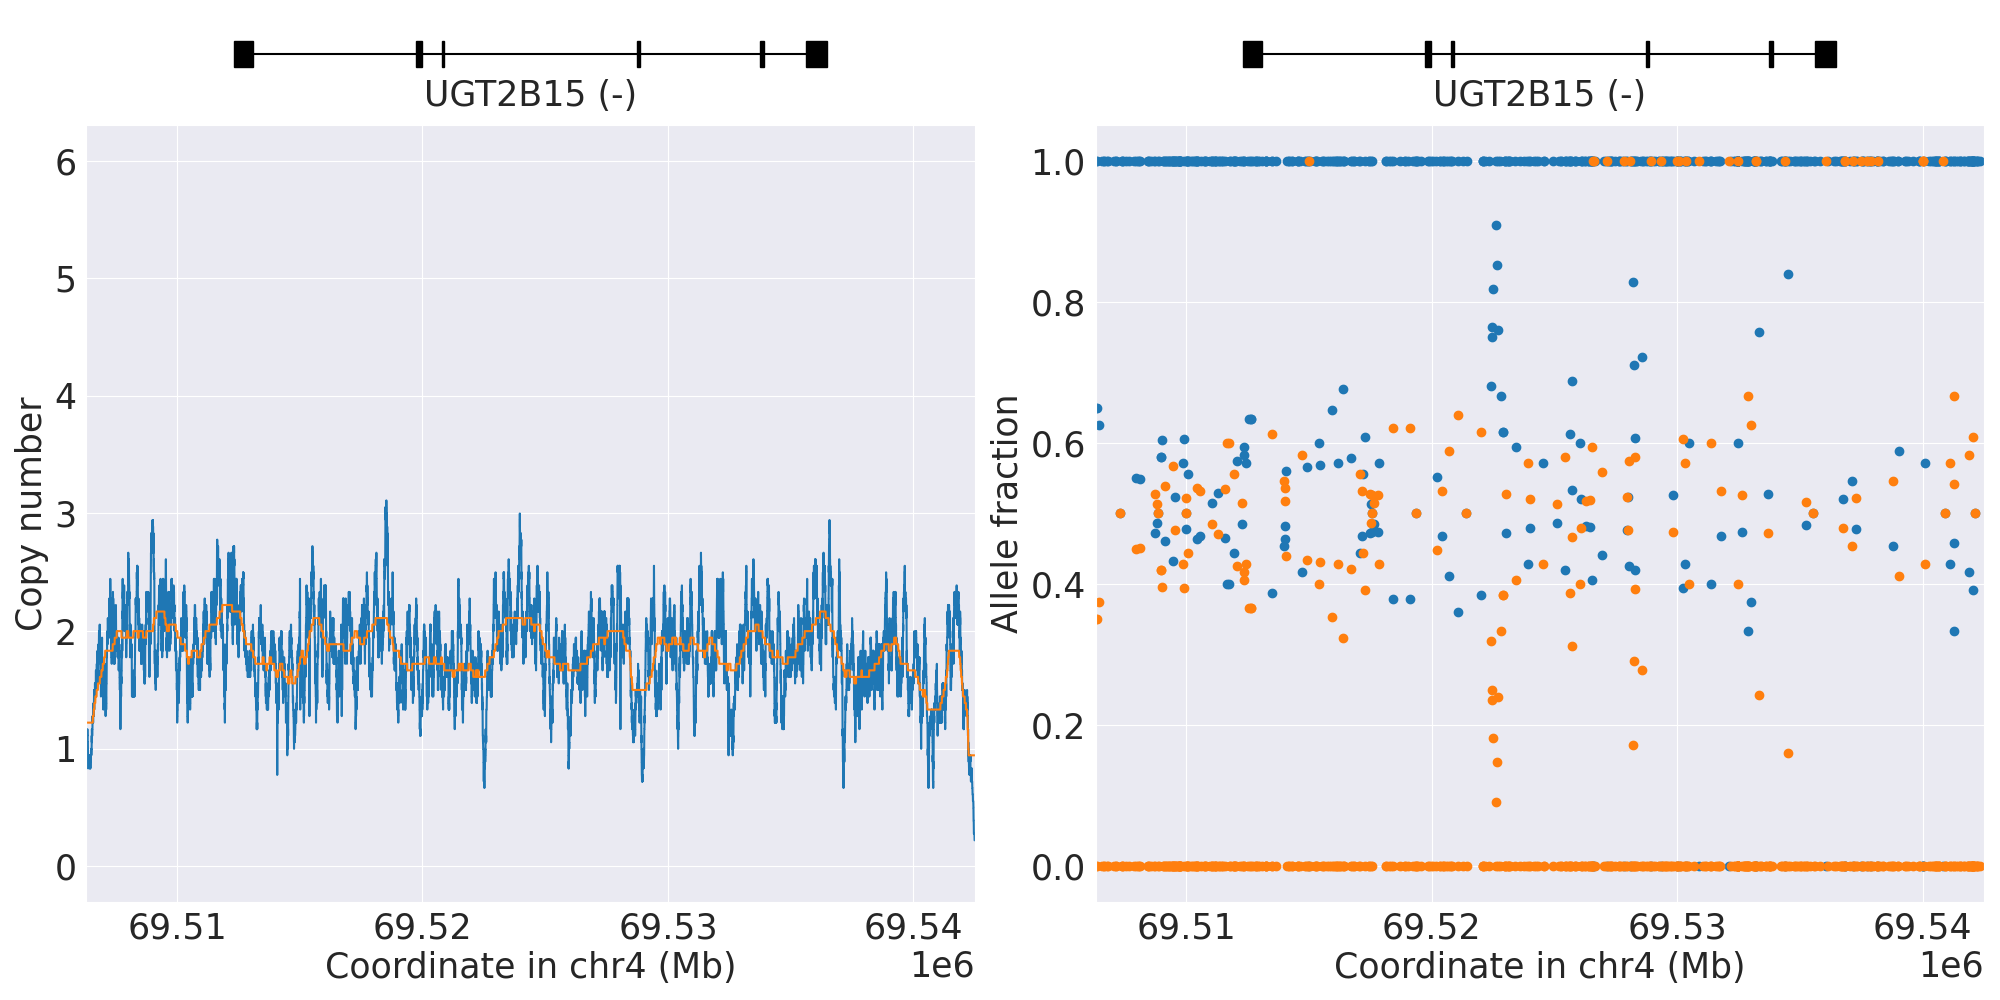 UGT2B15 (-)
Copy number
6
5
4
3
2
1
0
69.51 69.52 69.53 69.54
Coordinate in chr4 (Mb)
1e6
UGT2B15 (-)
Allele fraction
1.0
0.8
0.6
0.4
0.2
0.0
69.51 69.52 69.53 69.54
Coordinate in chr4 (Mb)
1e6